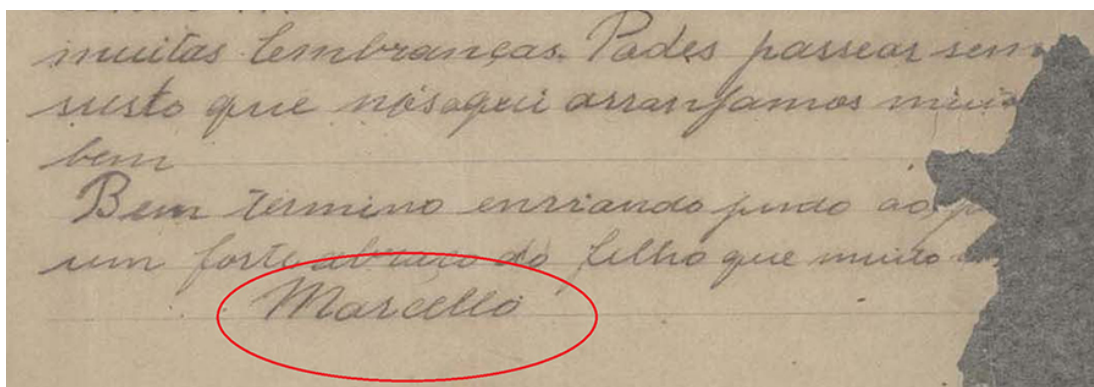 muitas lembranças. Podes passear sem
susto que nós aqui arranjamos
bem
Bem termino enviando junto ao
um forte abraço do filho que muito
Marcello